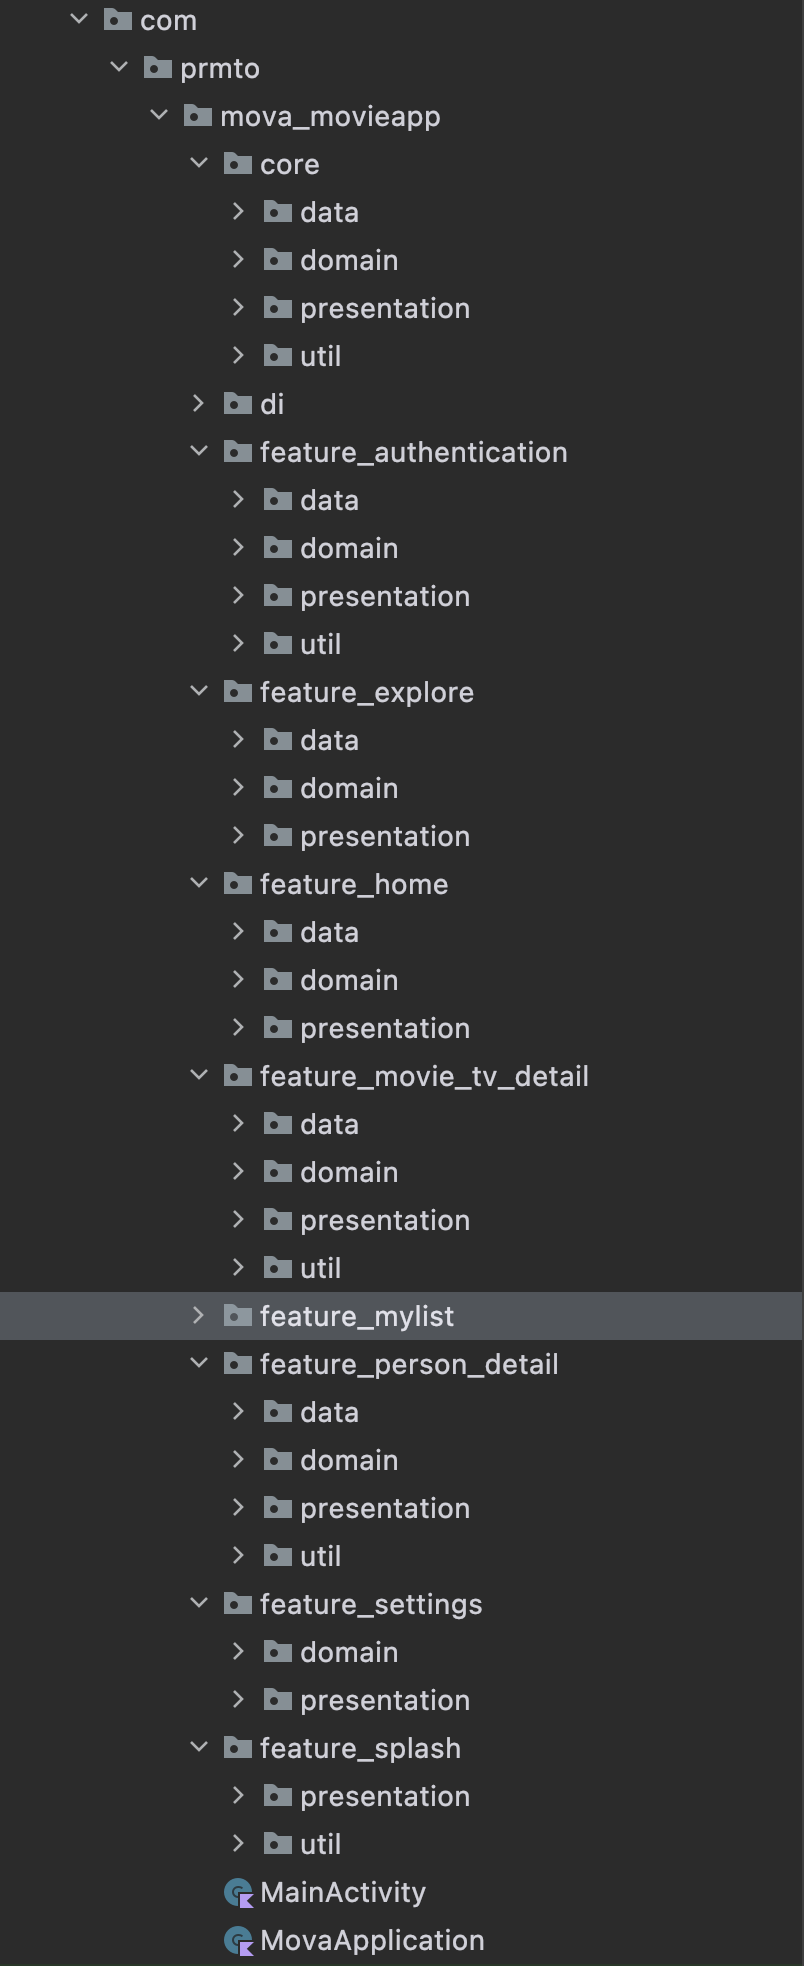 com
prmto
mova_movieapp
core
data
domain
presentation
util
di
feature_authentication
data
domain
presentation
util
feature_explore
data
domain
presentation
feature_home
data
domain
presentation
feature_movie_tv_detail
data
domain
presentation
util
feature_mylist
feature_person_detail
data
domain
presentation
util
feature_settings
domain
presentation
feature_splash
presentation
util
MainActivity
MovaApplication